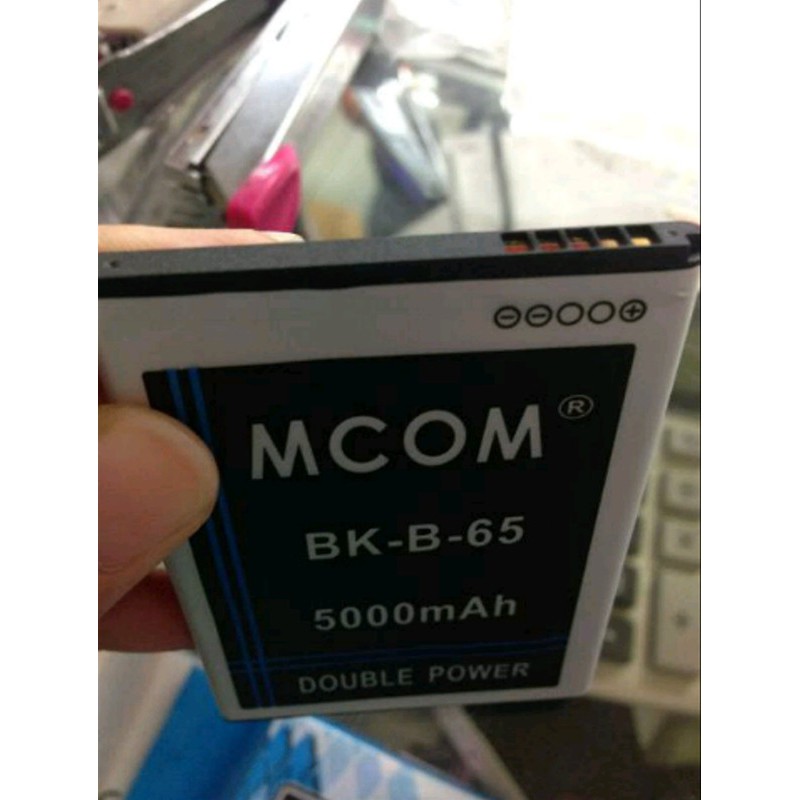 ⊖⊖○○⊕
MCOM®
BK-B-65
5000mAh
DOUBLE POWER